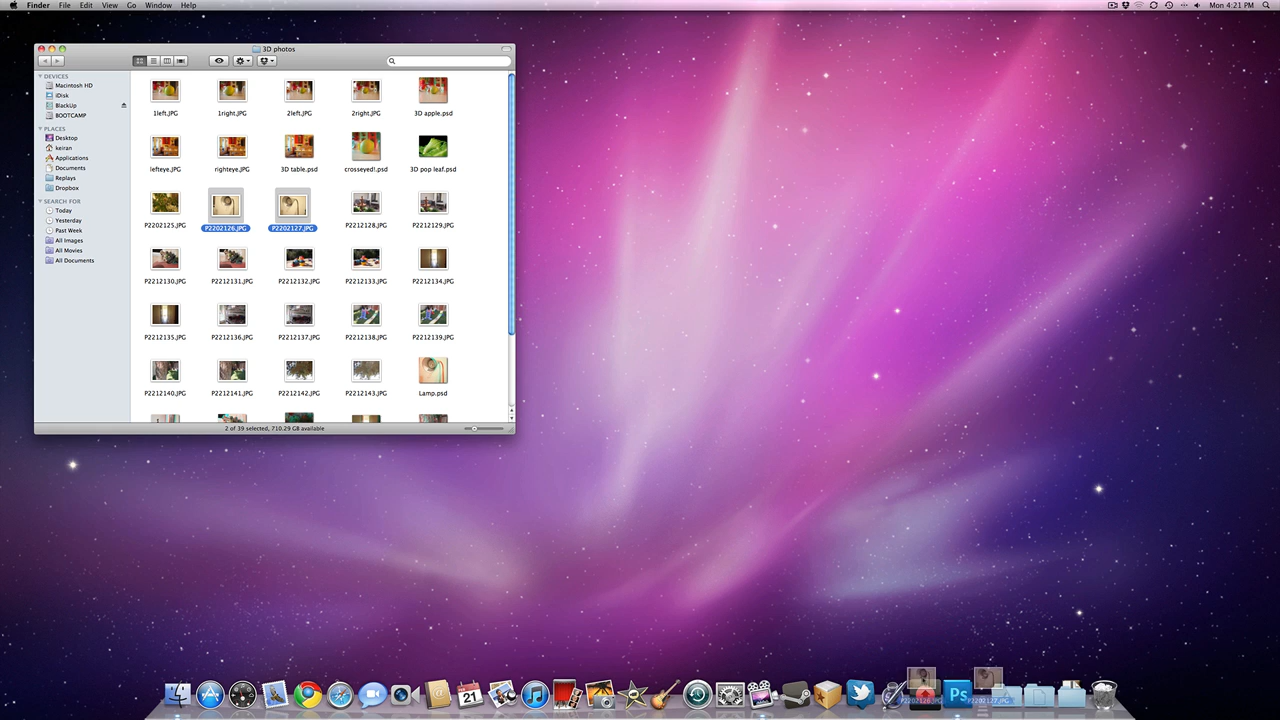 Finder File Edit View Go Window Help
Mon 4:21 PM
3D photos
DEVICES
Macintosh HD
iDisk
BlackUp
BOOTCAMP
PLACES
Desktop
keiran
Applications
Documents
Replays
Dropbox
SEARCH FOR
Today
Yesterday
Past Week
All Images
All Movies
All Documents
1left.JPG 1right.JPG 2left.JPG 2right.JPG 3D apple.psd
lefteye.JPG righteye.JPG 3D table.psd crosseyed!.psd 3D pop leaf.psd
P2202125.JPG P2202126.JPG P2202127.JPG P2212128.JPG P2212129.JPG
P2212130.JPG P2212131.JPG P2212132.JPG P2212133.JPG P2212134.JPG
P2212135.JPG P2212136.JPG P2212137.JPG P2212138.JPG P2212139.JPG
P2212140.JPG P2212141.JPG P2212142.JPG P2212143.JPG Lamp.psd
2 of 39 selected, 710.29 GB available
21
Ps
P2202126.JPG P2202127.JPG